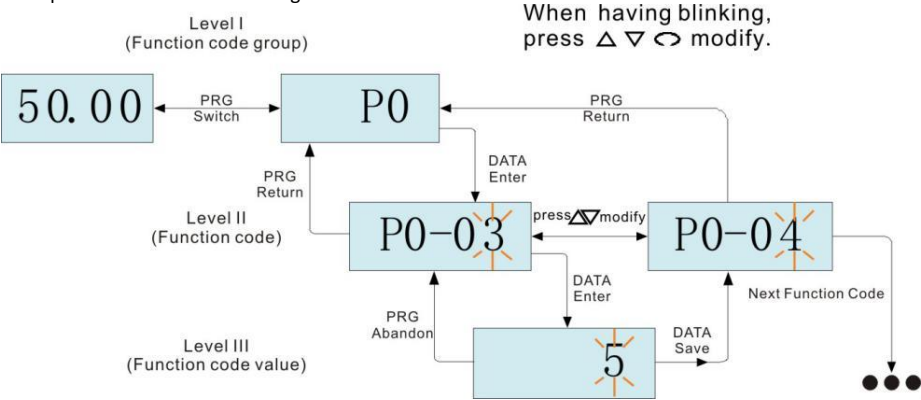 When having blinking,
press △ ▽ modify.
Level I
(Function code group)
50.00
PRG
Switch
P0
PRG
Return
DATA
Enter
PRG
Return
Level II
(Function code)
P0-03
press△▽modify
P0-04
DATA
Enter
Next Function Code
PRG
Abandon
Level III
(Function code value)
5
DATA
Save